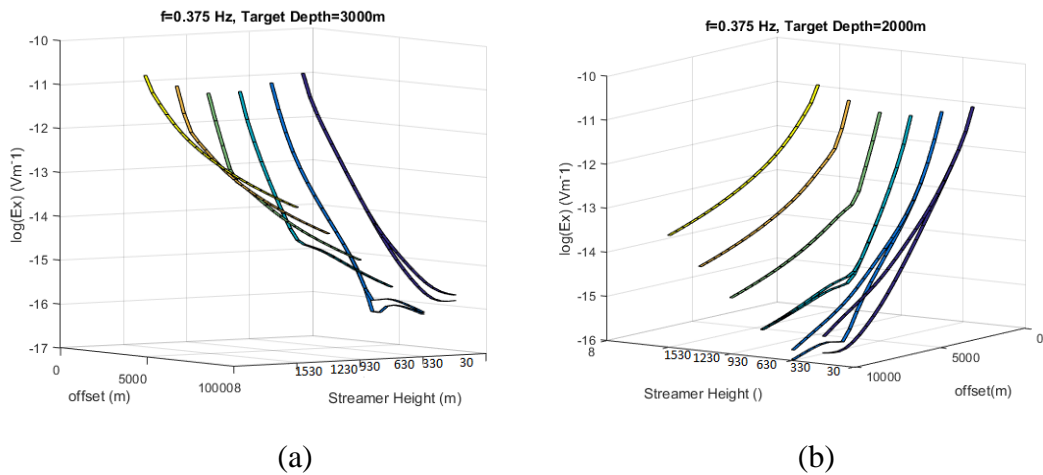 f=0.375 Hz, Target Depth=3000m
-10
-11
-12
-13
-14
-15
-16
-17
log(Ex) (Vm-1)
0
5000
100008
offset (m)
1530 1230 930 630 930 30
Streamer Height (m)
(a)
f=0.375 Hz, Target Depth=2000m
-10
-11
-12
-13
-14
-15
-16
log(Ex) (Vm-1)
8
1530 1230 930 630 330 30
Streamer Height ()
10000
5000
0
offset(m)
(b)